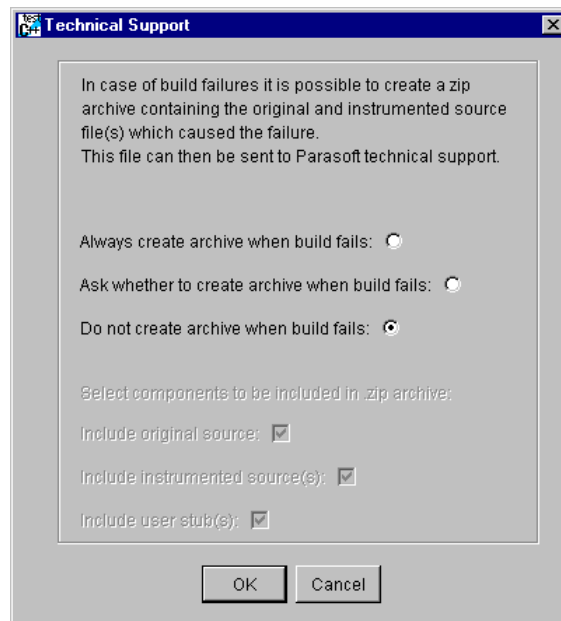 test
C++
Technical Support
In case of build failures it is possible to create a zip
archive containing the original and instrumented source
file(s) which caused the failure.
This file can then be sent to Parasoft technical support.
Always create archive when build fails:
Ask whether to create archive when build fails:
Do not create archive when build fails:
Select components to be included in .zip archive:
Include original source:
Include instrumented source(s):
Include user stub(s):
OK Cancel